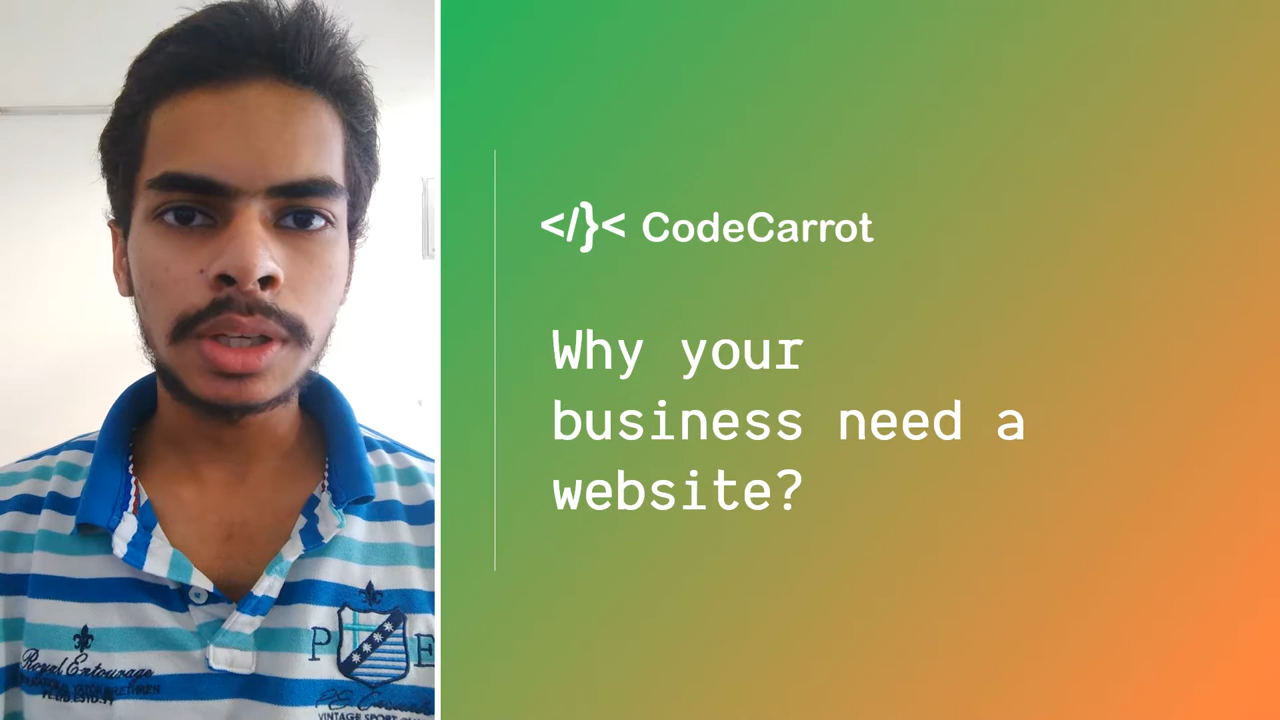 </}< CodeCarrot
Why your
business need a
website?
P E
Royal Entourage
VINTAGE SPORT